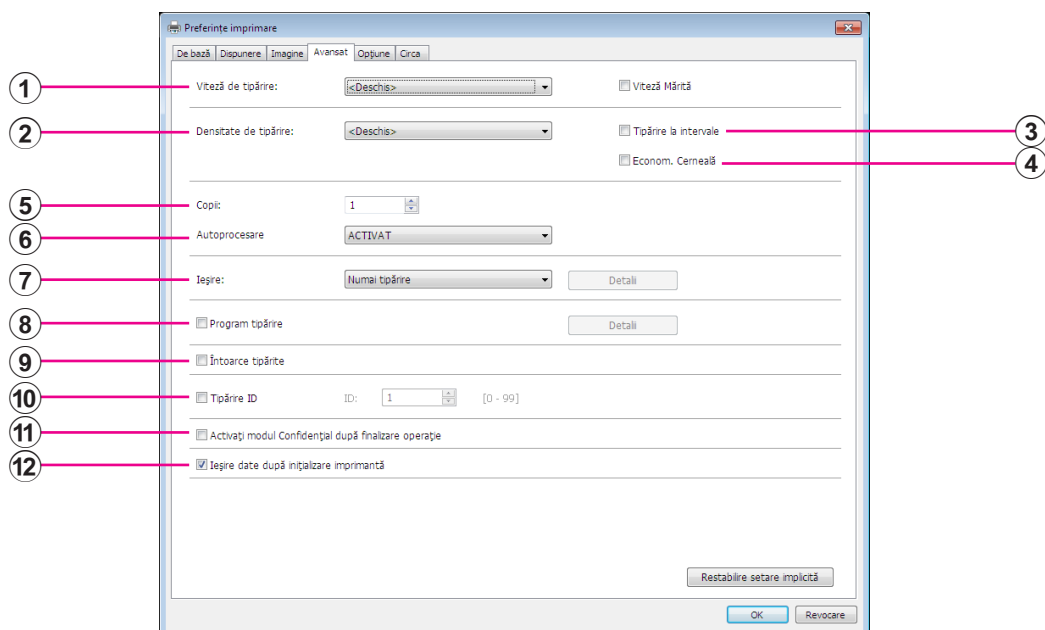 Preferințe imprimare
De bază Dispunere Imagine Avansat Opțiune Circa
1 Viteză de tipărire: <Deschis> Viteză Mărită
2 Densitate de tipărire: <Deschis> Tipărire la intervale 3
Econom. Cerneală 4
5 Copii: 1
6 Autoprocesare ACTIVAT
7 Ieșire: Numai tipărire Detalii
8 Program tipărire Detalii
9 Întoarce tipărite
10 Tipărire ID ID: 1 [0 - 99]
11 Activați modul Confidențial după finalizare operație
12 Ieșire date după inițializare imprimantă
Restabilire setare implicită
OK Revocare